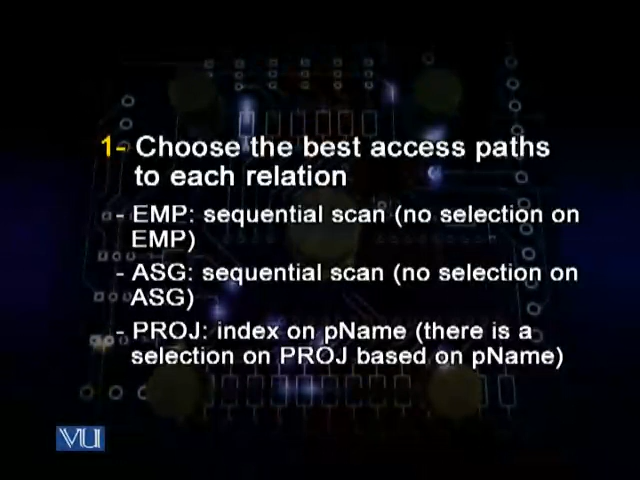 1- Choose the best access paths
to each relation
- EMP: sequential scan (no selection on
EMP)
- ASG: sequential scan (no selection on
ASG)
- PROJ: index on pName (there is a
selection on PROJ based on pName)
VU